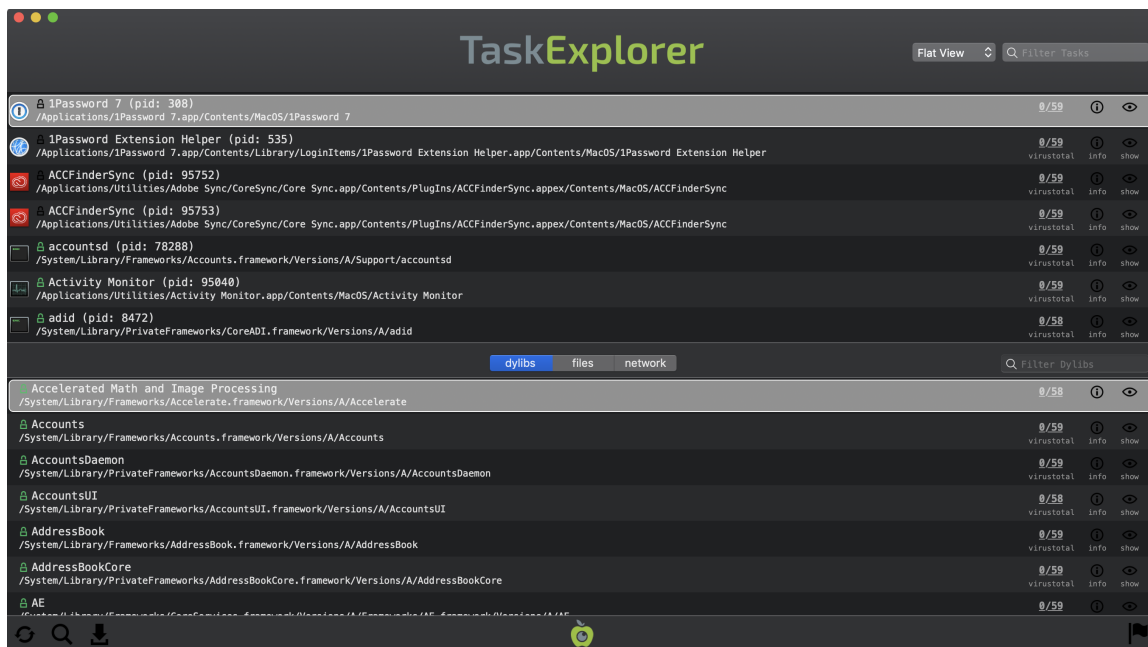 TaskExplorer
Flat View
Filter Tasks
1Password 7 (pid: 308)
0/59
/Applications/1Password 7.app/Contents/MacOS/1Password 7
1Password Extension Helper (pid: 535)
0/59
/Applications/1Password 7.app/Contents/Library/LoginItems/1Password Extension Helper.app/Contents/MacOS/1Password Extension Helper
virustotal info show
ACCFinderSync (pid: 95752)
0/59
/Applications/Utilities/Adobe Sync/CoreSync/Core Sync.app/Contents/PlugIns/ACCFinderSync.appex/Contents/MacOS/ACCFinderSync
virustotal info show
ACCFinderSync (pid: 95753)
0/59
/Applications/Utilities/Adobe Sync/CoreSync/Core Sync.app/Contents/PlugIns/ACCFinderSync.appex/Contents/MacOS/ACCFinderSync
virustotal info show
accountsd (pid: 78288)
0/59
/System/Library/Frameworks/Accounts.framework/Versions/A/Support/accountsd
virustotal info show
Activity Monitor (pid: 95040)
0/59
/Applications/Utilities/Activity Monitor.app/Contents/MacOS/Activity Monitor
virustotal info show
adid (pid: 8472)
0/58
/System/Library/PrivateFrameworks/CoreADI.framework/Versions/A/adid
virustotal info show
dylibs files network
Filter Dylibs
Accelerated Math and Image Processing
0/58
/System/Library/Frameworks/Accelerate.framework/Versions/A/Accelerate
Accounts
0/59
/System/Library/Frameworks/Accounts.framework/Versions/A/Accounts
virustotal info show
AccountsDaemon
0/59
/System/Library/PrivateFrameworks/AccountsDaemon.framework/Versions/A/AccountsDaemon
virustotal info show
AccountsUI
0/58
/System/Library/PrivateFrameworks/AccountsUI.framework/Versions/A/AccountsUI
virustotal info show
AddressBook
0/59
/System/Library/Frameworks/AddressBook.framework/Versions/A/AddressBook
virustotal info show
AddressBookCore
0/59
/System/Library/PrivateFrameworks/AddressBookCore.framework/Versions/A/AddressBookCore
virustotal info show
AE
0/59
/System/Library/Frameworks/CoreServices.framework/Versions/A/Frameworks/AE.framework/Versions/A/AE